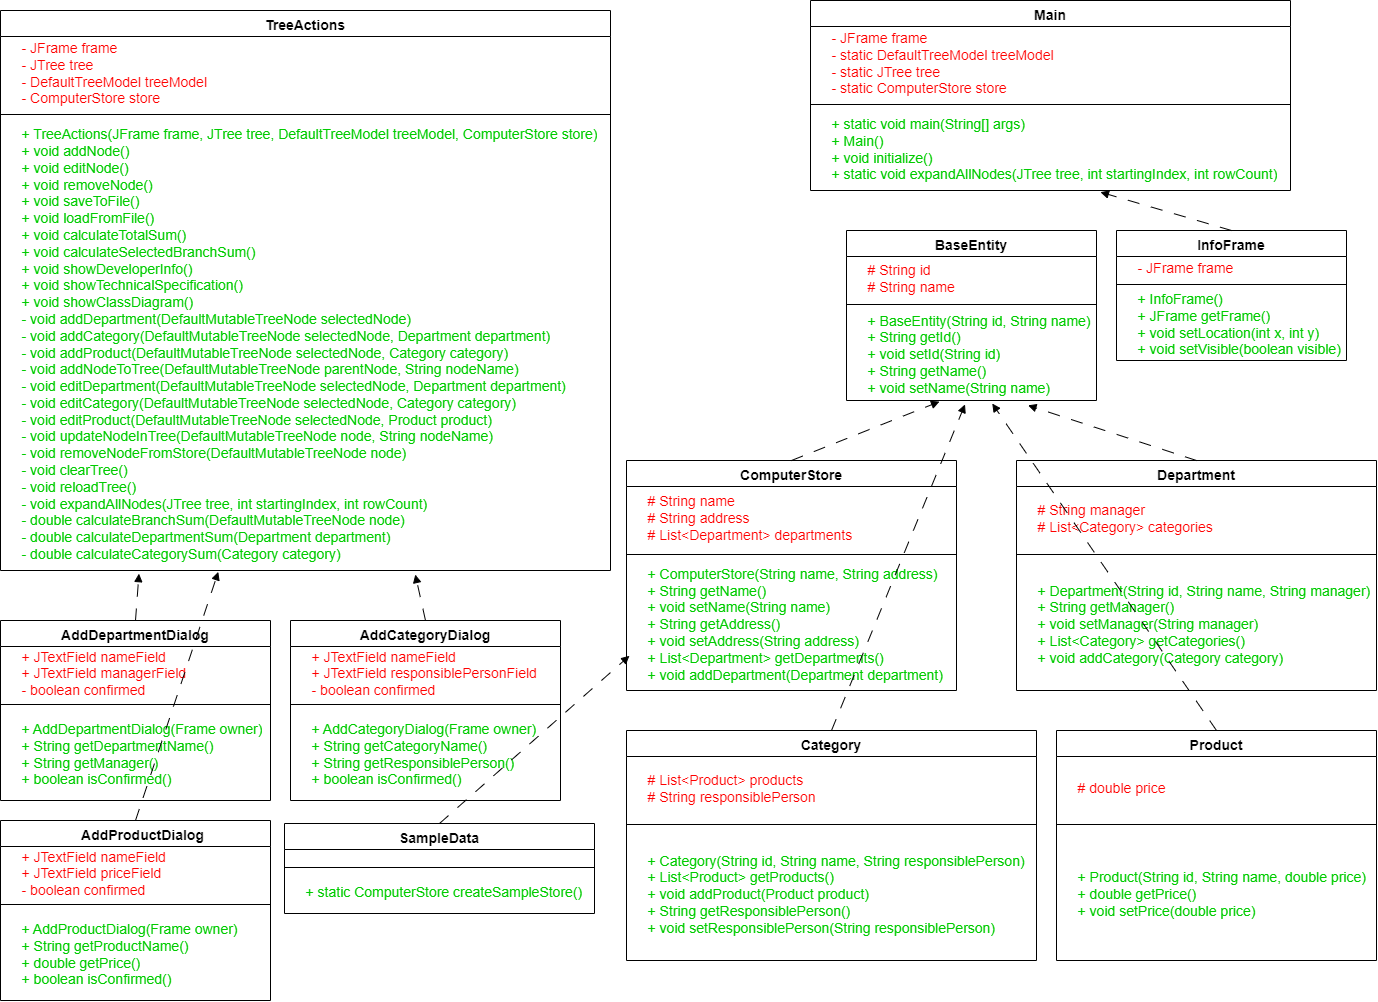 TreeActions
- JFrame frame
- JTree tree
- DefaultTreeModel treeModel
- ComputerStore store
+ TreeActions(JFrame frame, JTree tree, DefaultTreeModel treeModel, ComputerStore store)
+ void addNode()
+ void editNode()
+ void removeNode()
+ void saveToFile()
+ void loadFromFile()
+ void calculateTotalSum()
+ void calculateSelectedBranchSum()
+ void showDeveloperInfo()
+ void showTechnicalSpecification()
+ void showClassDiagram()
- void addDepartment(DefaultMutableTreeNode selectedNode)
- void addCategory(DefaultMutableTreeNode selectedNode, Department department)
- void addProduct(DefaultMutableTreeNode selectedNode, Category category)
- void addNodeToTree(DefaultMutableTreeNode parentNode, String nodeName)
- void editDepartment(DefaultMutableTreeNode selectedNode, Department department)
- void editCategory(DefaultMutableTreeNode selectedNode, Category category)
- void editProduct(DefaultMutableTreeNode selectedNode, Product product)
- void updateNodeInTree(DefaultMutableTreeNode node, String nodeName)
- void removeNodeFromStore(DefaultMutableTreeNode node)
- void clearTree()
- void reloadTree()
- void expandAllNodes(JTree tree, int startingIndex, int rowCount)
- double calculateBranchSum(DefaultMutableTreeNode node)
- double calculateDepartmentSum(Department department)
- double calculateCategorySum(Category category)
Main
- JFrame frame
- static DefaultTreeModel treeModel
- static JTree tree
- static ComputerStore store
+ static void main(String[] args)
+ Main()
+ void initialize()
+ static void expandAllNodes(JTree tree, int startingIndex, int rowCount)
BaseEntity
# String id
# String name
+ BaseEntity(String id, String name)
+ String getId()
+ void setId(String id)
+ String getName()
+ void setName(String name)
InfoFrame
- JFrame frame
+ InfoFrame()
+ JFrame getFrame()
+ void setLocation(int x, int y)
+ void setVisible(boolean visible)
ComputerStore
# String name
# String address
# List<Department> departments
+ ComputerStore(String name, String address)
+ String getName()
+ void setName(String name)
+ String getAddress()
+ void setAddress(String address)
+ List<Department> getDepartments()
+ void addDepartment(Department department)
Department
# String manager
# List<Category> categories
+ Department(String id, String name, String manager)
+ String getManager()
+ void setManager(String manager)
+ List<Category> getCategories()
+ void addCategory(Category category)
AddDepartmentDialog
+ JTextField nameField
+ JTextField managerField
- boolean confirmed
+ AddDepartmentDialog(Frame owner)
+ String getDepartmentName()
+ String getManager()
+ boolean isConfirmed()
AddCategoryDialog
+ JTextField nameField
+ JTextField responsiblePersonField
- boolean confirmed
+ AddCategoryDialog(Frame owner)
+ String getCategoryName()
+ String getResponsiblePerson()
+ boolean isConfirmed()
AddProductDialog
+ JTextField nameField
+ JTextField priceField
- boolean confirmed
+ AddProductDialog(Frame owner)
+ String getProductName()
+ double getPrice()
+ boolean isConfirmed()
SampleData
+ static ComputerStore createSampleStore()
Category
# List<Product> products
# String responsiblePerson
+ Category(String id, String name, String responsiblePerson)
+ List<Product> getProducts()
+ void addProduct(Product product)
+ String getResponsiblePerson()
+ void setResponsiblePerson(String responsiblePerson)
Product
# double price
+ Product(String id, String name, double price)
+ double getPrice()
+ void setPrice(double price)